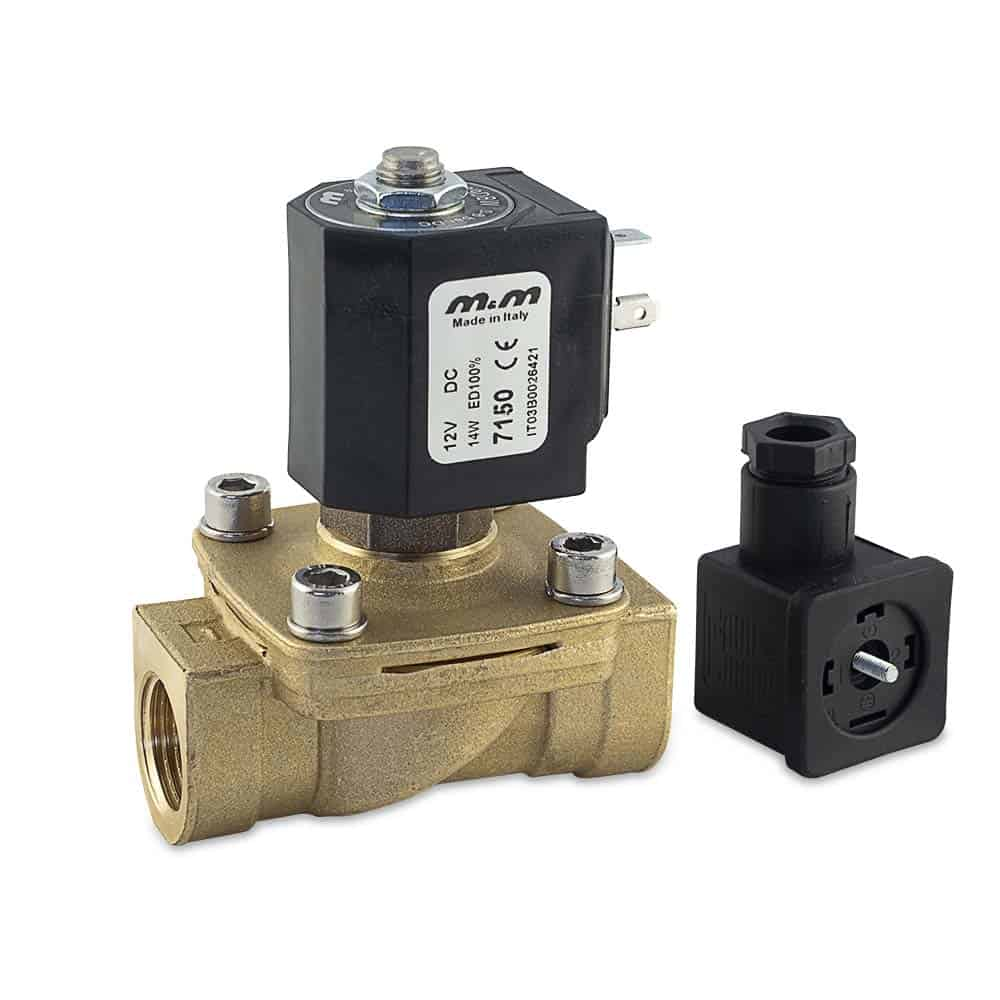 m
m&m
Made in Italy
12V DC
14W ED100%
7150 CE
IT03B0026421